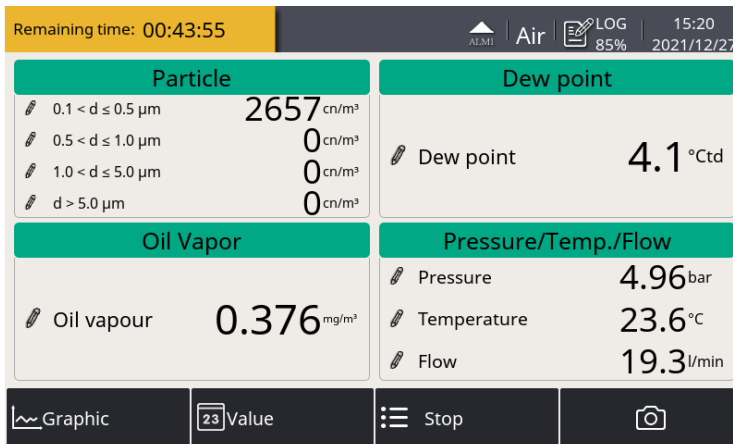 Remaining time: 00:43:55
ALMI Air LOG 85% 15:20 2021/12/27
Particle
0.1 < d ≤ 0.5 µm 2657 cn/m³
0.5 < d ≤ 1.0 µm 0 cn/m³
1.0 < d ≤ 5.0 µm 0 cn/m³
d > 5.0 µm 0 cn/m³
Dew point
Dew point 4.1 °Ctd
Oil Vapor
Oil vapour 0.376 mg/m³
Pressure/Temp./Flow
Pressure 4.96 bar
Temperature 23.6 °C
Flow 19.3 l/min
Graphic
23 Value
Stop